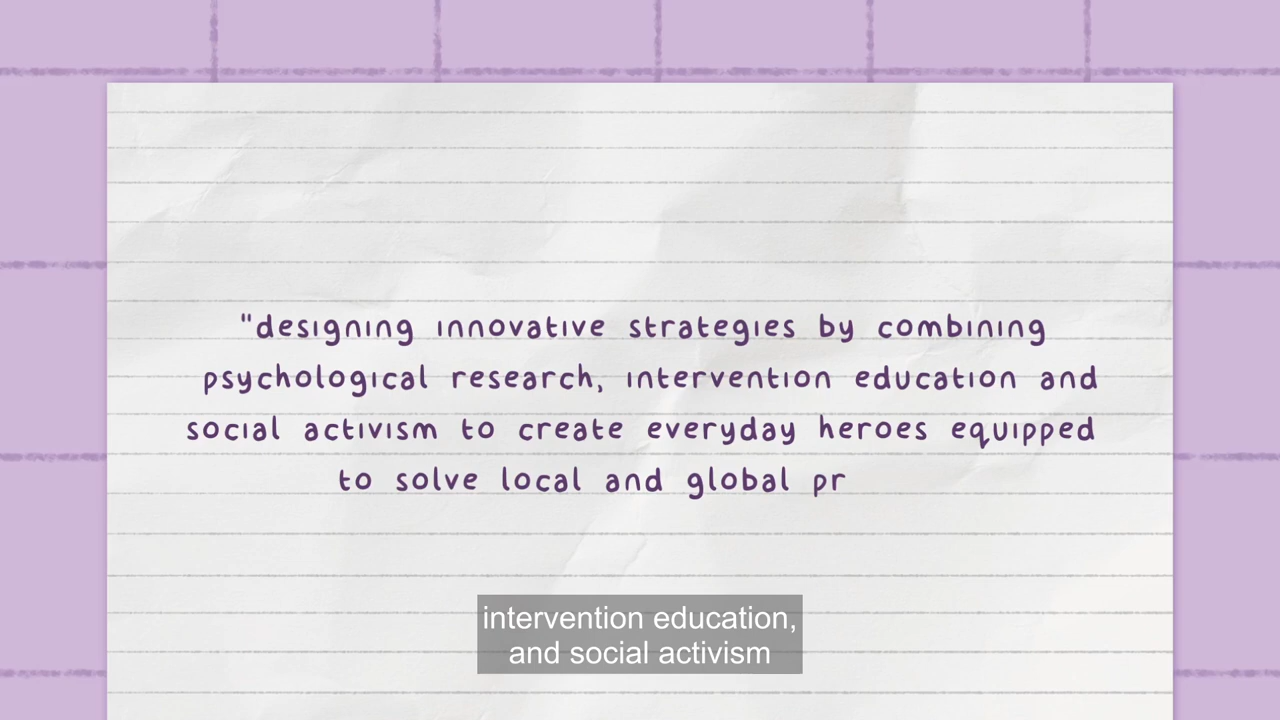 "designing innovative strategies by combining
psychological research, intervention education and
social activism to create everyday heroes equipped
to solve local and global pr
intervention education,
and social activism